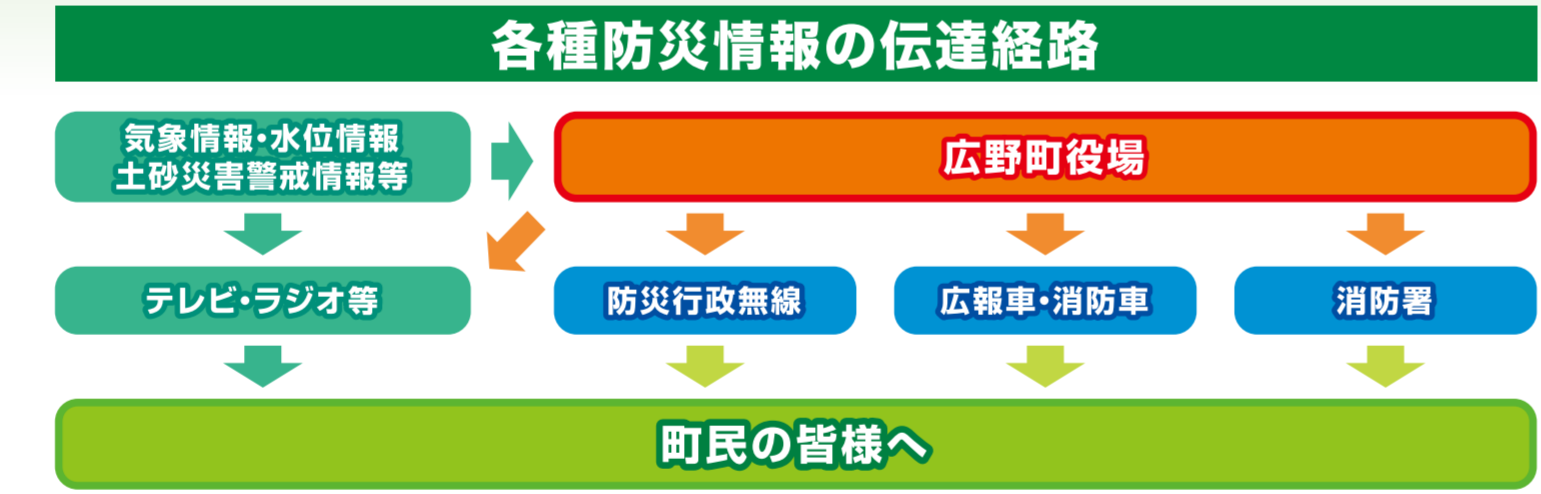 各種防災情報の伝達経路
気象情報・水位情報
土砂災害警戒情報等
広野町役場
テレビ・ラジオ等
防災行政無線
広報車・消防車
消防署
町民の皆様へ